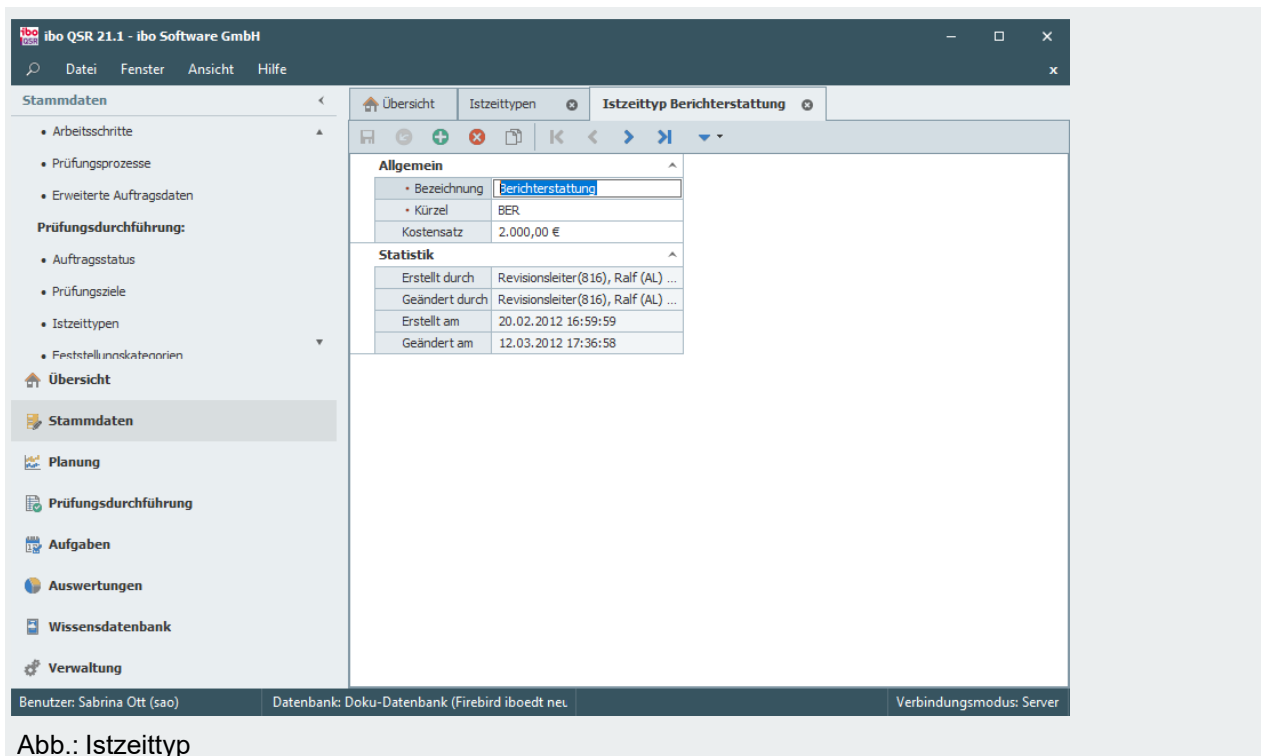 ibo QSR 21.1 - ibo Software GmbH
Datei Fenster Ansicht Hilfe
Stammdaten
Arbeitsschritte
Prüfungsprozesse
Erweiterte Auftragsdaten
Prüfungsdurchführung:
Auftragsstatus
Prüfungsziele
Istzeittypen
Feststellungskategorien
Übersicht
Stammdaten
Planung
Prüfungsdurchführung
Aufgaben
Auswertungen
Wissensdatenbank
Verwaltung
Übersicht Istzeittypen Istzeittyp Berichterstattung
Allgemein
• Bezeichnung Berichterstattung
• Kürzel BER
Kostensatz 2.000,00 €
Statistik
Erstellt durch Revisionsleiter(816), Ralf (AL) ...
Geändert durch Revisionsleiter(816), Ralf (AL) ...
Erstellt am 20.02.2012 16:59:59
Geändert am 12.03.2012 17:36:58
Benutzer: Sabrina Ott (sao) Datenbank: Doku-Datenbank (Firebird iboedt neu Verbindungsmodus: Server
Abb.: Istzeittyp